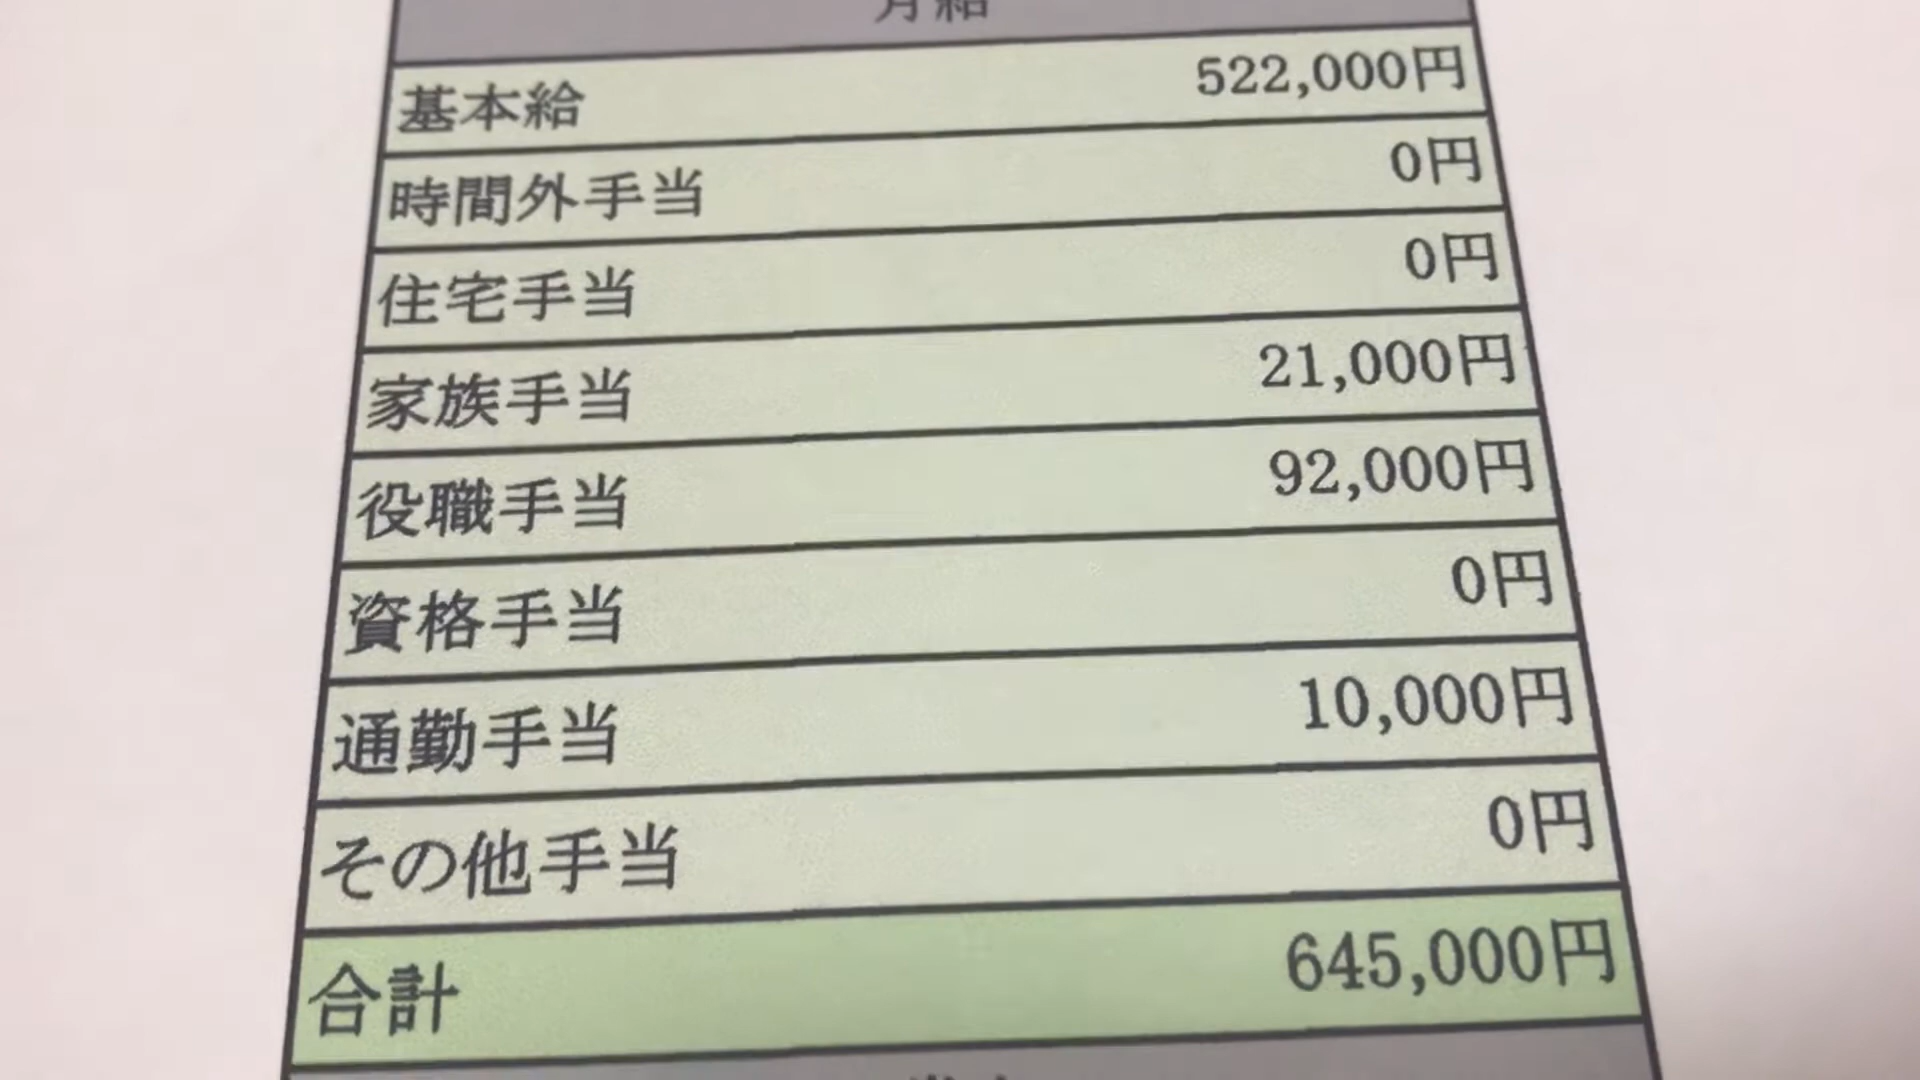 月給
基本給 522,000円
時間外手当 0円
住宅手当 0円
家族手当 21,000円
役職手当 92,000円
資格手当 0円
通勤手当 10,000円
その他手当 0円
合計 645,000円